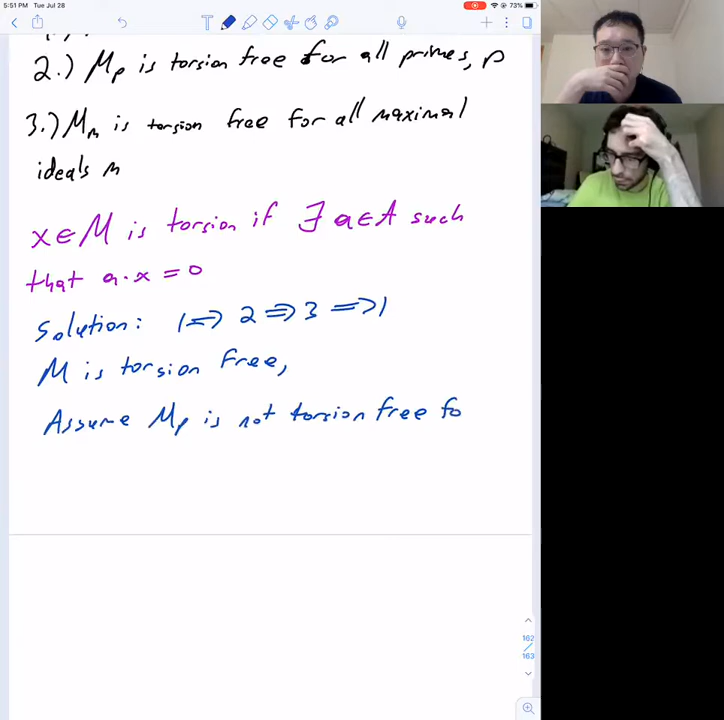 5:51 PM Tue Jul 28
73%
2.) Mp is torsion free for all primes, p
3.) Mm is torsion free for all maximal
ideals m
x∈M is torsion if ∃ a∈A such
that a·x = 0
Solution: 1=>2=>3=>1
M is torsion free,
Assume Mp is not torsion free fo
162
163